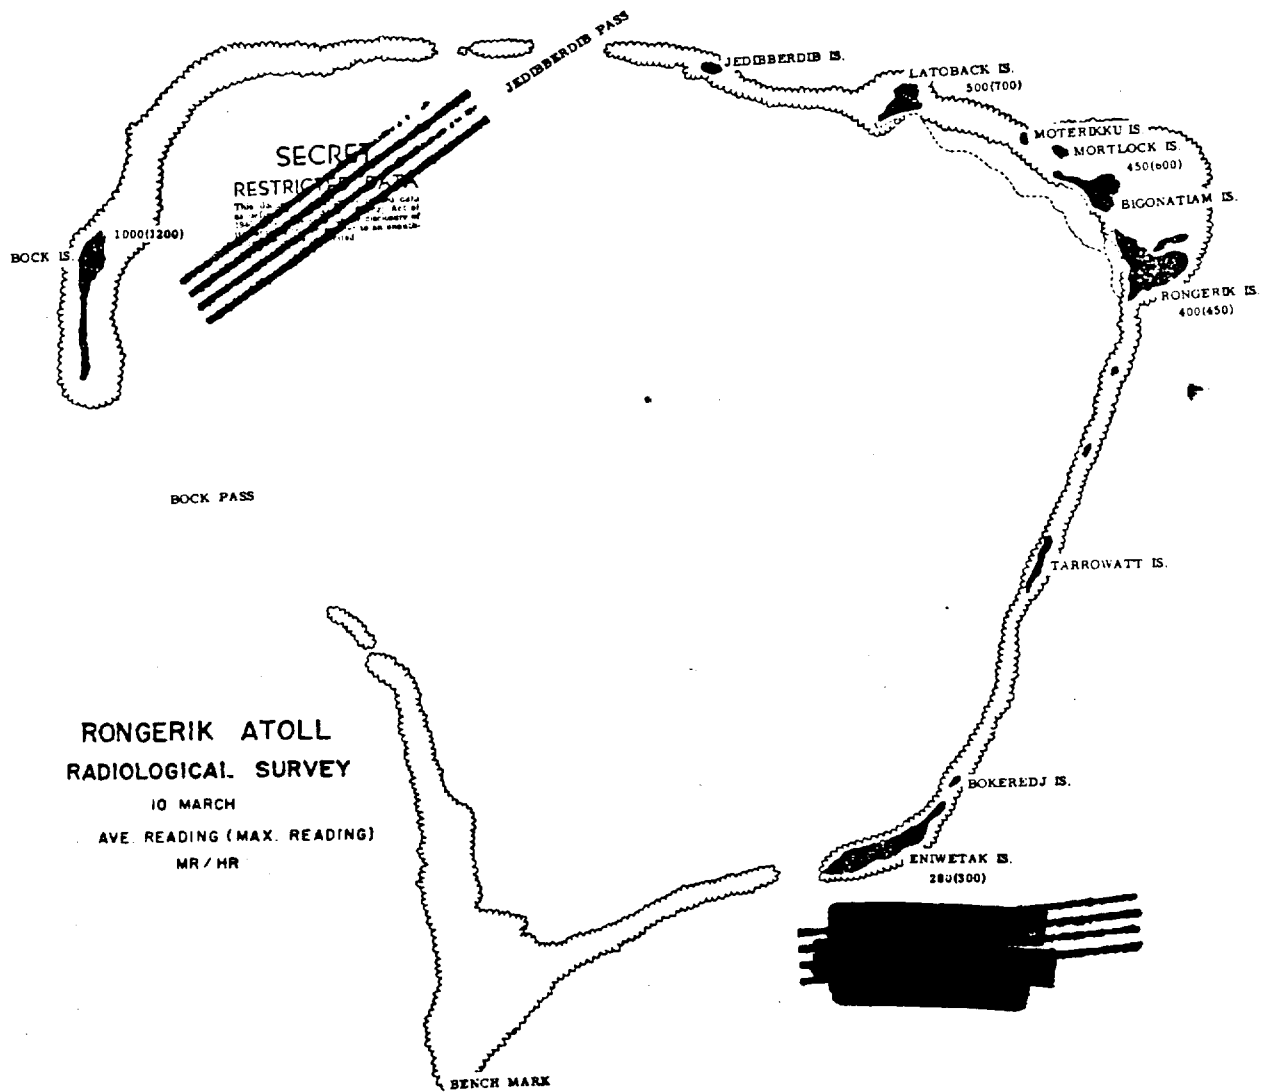 JEDIBBERDIB PASS
JEDIBBERDIB IS.
LATOBACK IS.
500(700)
MOTERIKKU IS
MORTLOCK IS.
450(600)
BIGONATIAM IS.
RONGERIK IS.
400(450)
SECRET
RESTRICTED DATA
1000(1200)
BOCK IS.
BOCK PASS
TARROWATT IS.
RONGERIK ATOLL
RADIOLOGICAL SURVEY
10 MARCH
AVE. READING (MAX. READING)
MR / HR
BOKEREDJ IS.
ENIWETAK IS.
280(300)
BENCH MARK